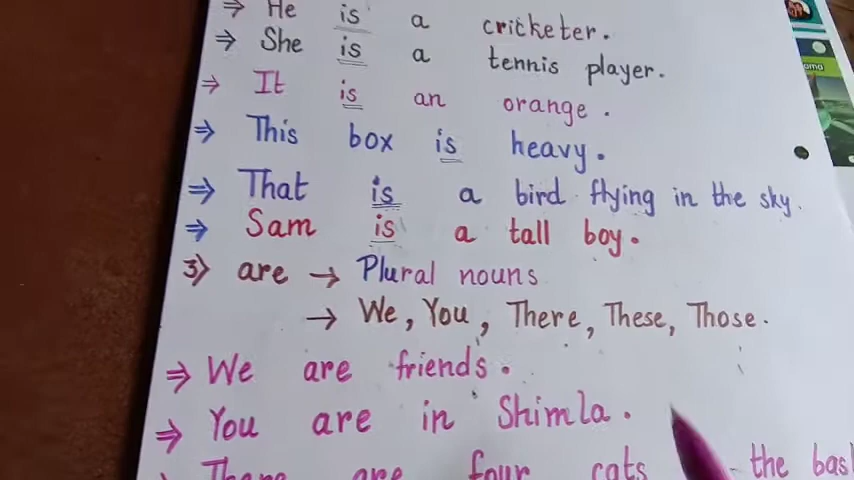 ⇒ He is a cricketer.
⇒ She is a tennis player.
⇒ It is an orange.
⇒ This box is heavy.
⇒ That is a bird flying in the sky.
⇒ Sam is a tall boy.
3) are → Plural nouns
→ We, You, There, These, Those.
⇒ We are friends.
⇒ You are in Shimla.
There are four cats the